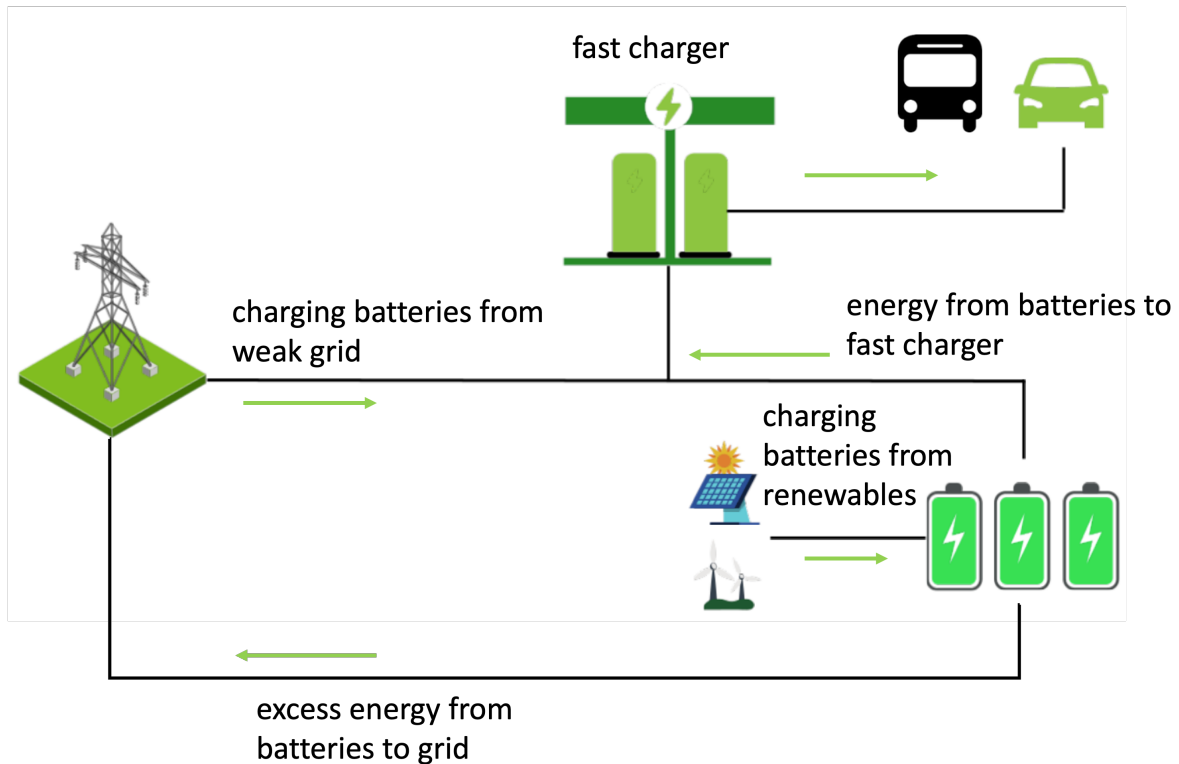 fast charger
charging batteries from
weak grid
energy from batteries to
fast charger
charging
batteries from
renewables
excess energy from
batteries to grid